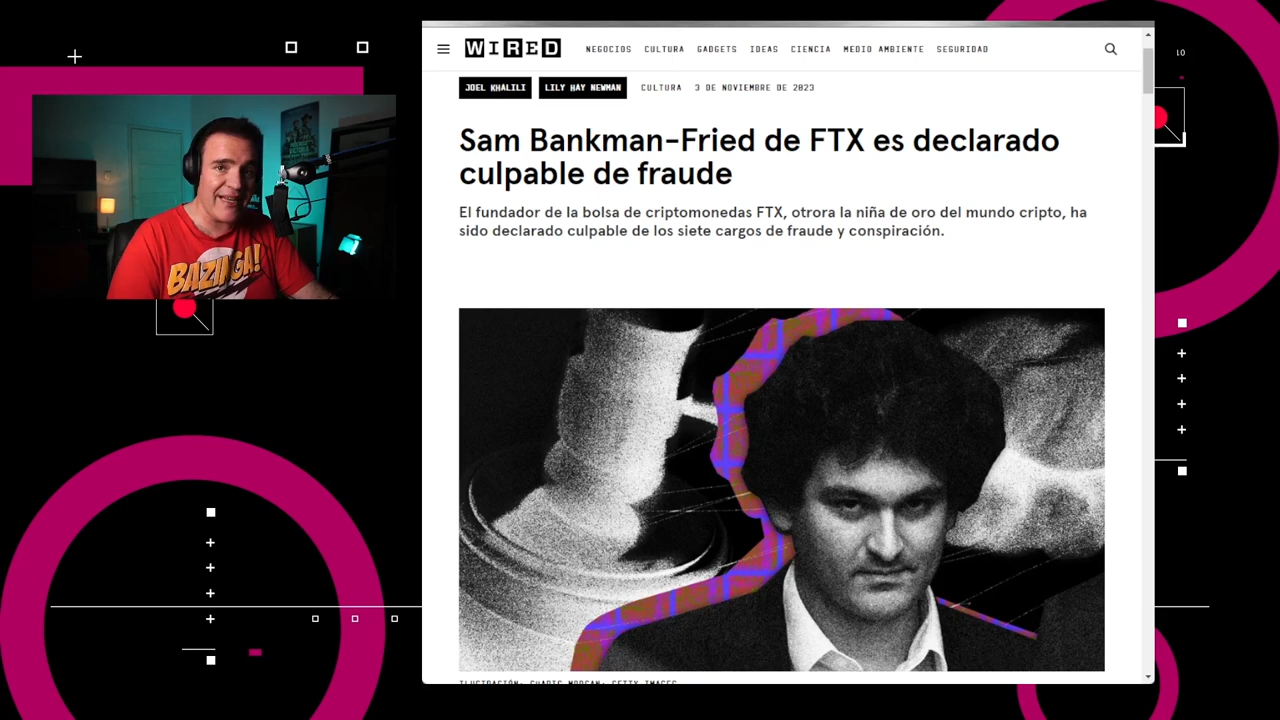 WIRED
NEGOCIOS CULTURA GADGETS IDEAS CIENCIA MEDIO AMBIENTE SEGURIDAD
JOEL KHALILI LILY HAY NEWMAN CULTURA 3 DE NOVIEMBRE DE 2023
Sam Bankman-Fried de FTX es declarado
culpable de fraude
El fundador de la bolsa de criptomonedas FTX, otrora la niña de oro del mundo cripto, ha
sido declarado culpable de los siete cargos de fraude y conspiración.
BAZINGA!
01